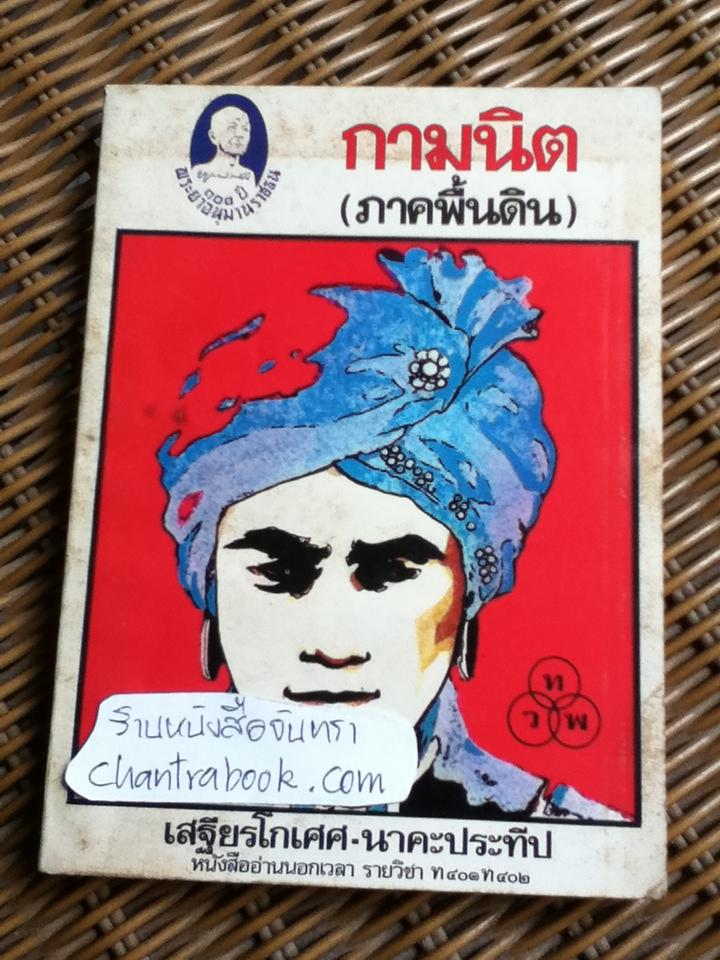 กามนิต
(ภาคพื้นดิน)
๑๐๑ ปี
พระยาอนุมานราชธน
ท
ว พ
ร้านหนังสือจันทรา
chantrabook.com
เสฐียรโกเศศ-นาคะประทีป
หนังสืออ่านนอกเวลา รายวิชา ท๔๐๑ ท๔๐๒